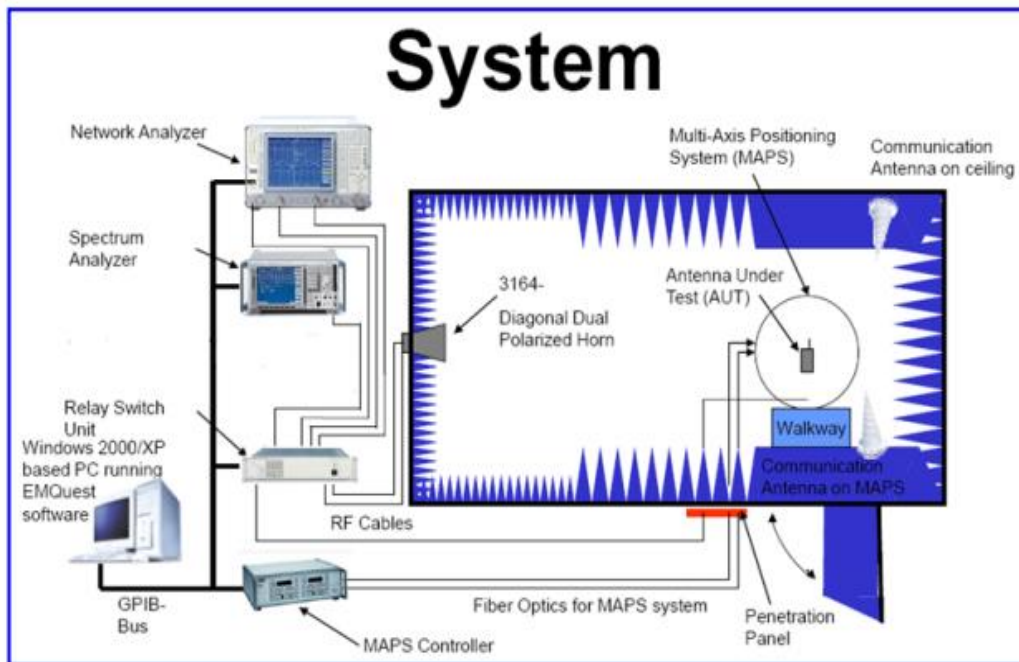 System
Network Analyzer
Multi-Axis Positioning
System (MAPS)
Communication
Antenna on ceiling
Spectrum
Analyzer
3164-
Diagonal Dual
Polarized Horn
Antenna Under
Test (AUT)
Relay Switch
Unit
Windows 2000/XP
based PC running
EMQuest
software
Walkway
Communication
Antenna on MAPS
RF Cables
GPIB-
Bus
Fiber Optics for MAPS system
MAPS Controller
Penetration
Panel